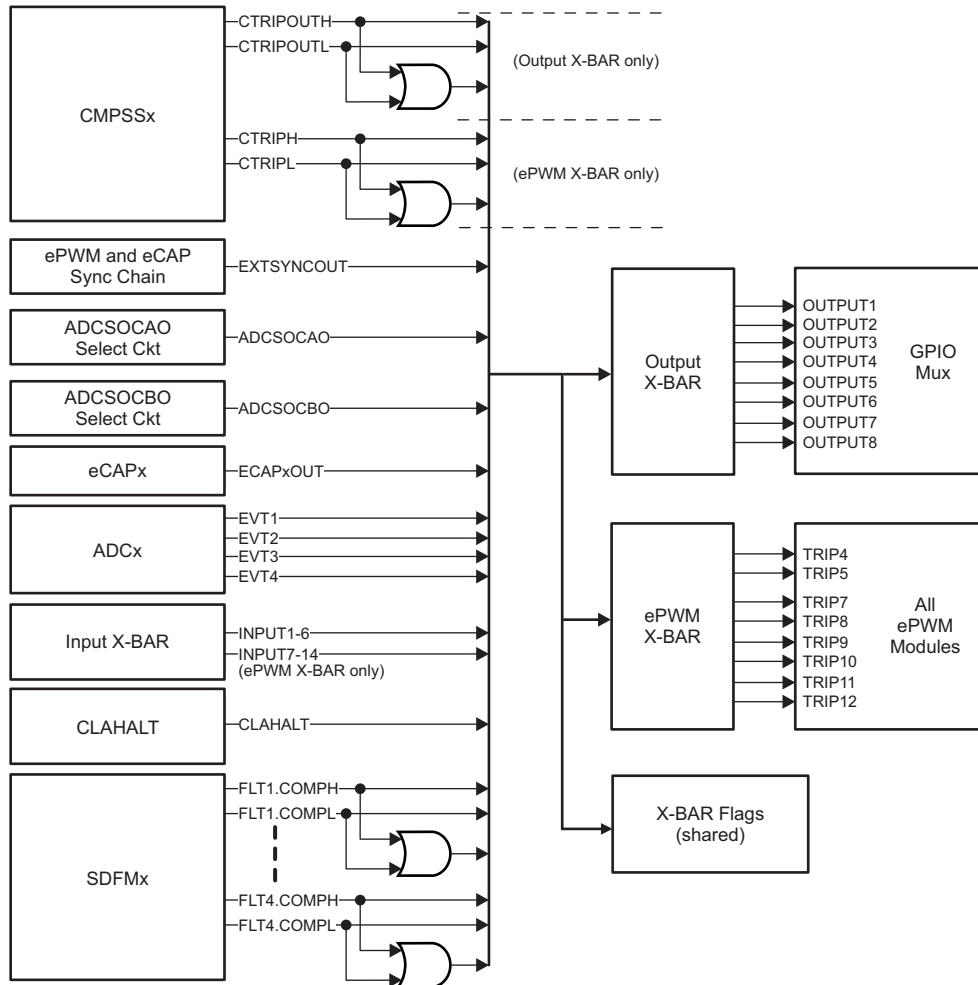 CTRIPOUTH
CTRIPOUTL
(Output X-BAR only)
CMPSSx
CTRIPH
CTRIPL
(ePWM X-BAR only)
ePWM and eCAP
Sync Chain
EXTSYNCOUT
ADCSOCAO
Select Ckt
ADCSOCAO
ADCSOCBO
Select Ckt
ADCSOCBO
eCAPx
ECAPxOUT
ADCx
EVT1
EVT2
EVT3
EVT4
Input X-BAR
INPUT1-6
INPUT7-14
(ePWM X-BAR only)
CLAHALT
CLAHALT
SDFMx
FLT1.COMPH
FLT1.COMPL
FLT4.COMPH
FLT4.COMPL
Output
X-BAR
OUTPUT1
OUTPUT2
OUTPUT3
OUTPUT4
OUTPUT5
OUTPUT6
OUTPUT7
OUTPUT8
GPIO
Mux
ePWM
X-BAR
TRIP4
TRIP5
TRIP7
TRIP8
TRIP9
TRIP10
TRIP11
TRIP12
All
ePWM
Modules
X-BAR Flags
(shared)